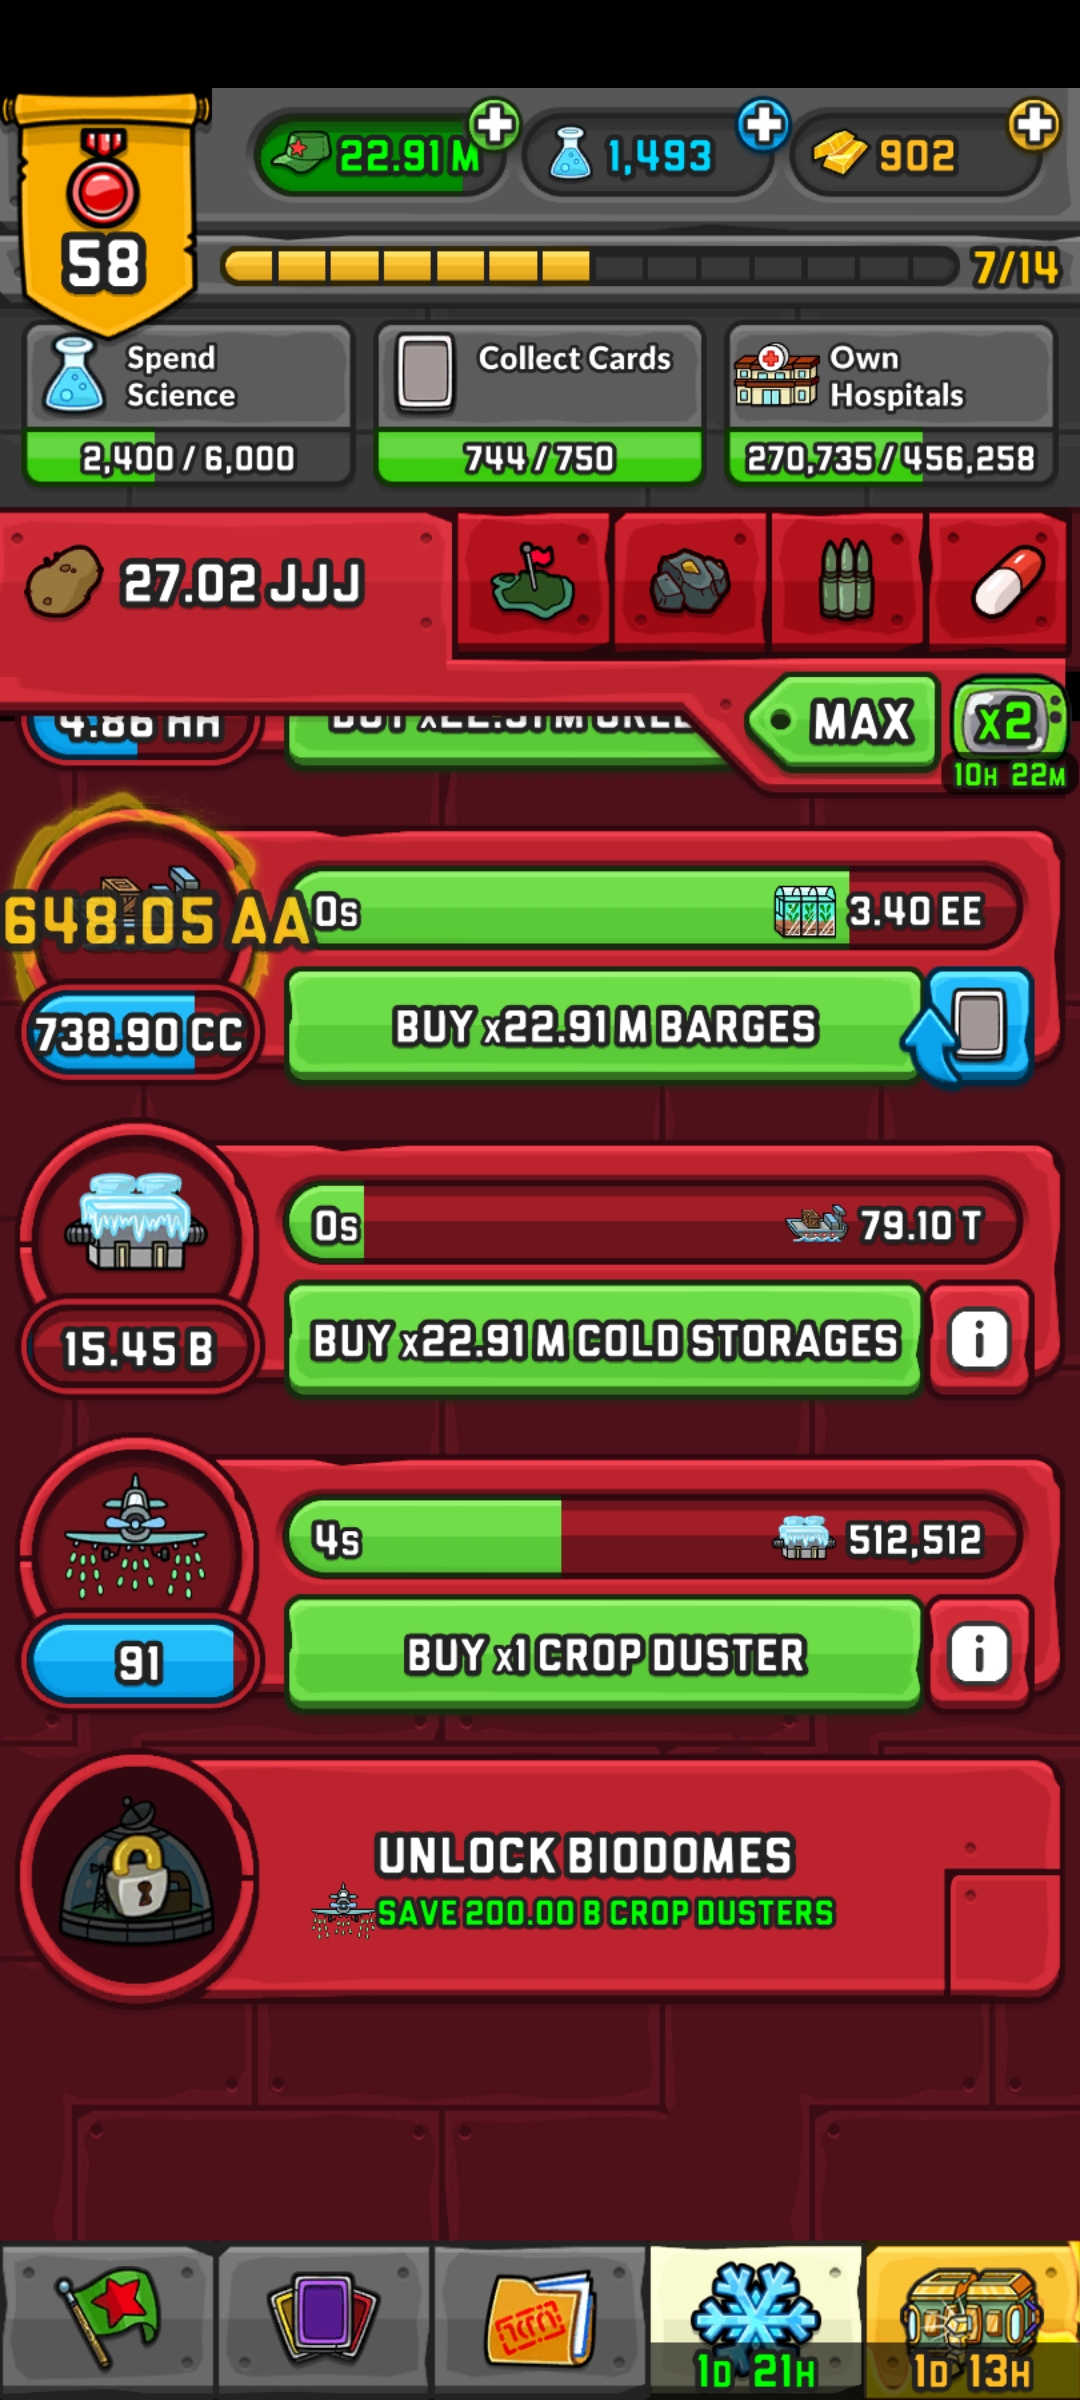 58
22.91 M
1,493
902
7/14
Spend
Science
2,400 / 6,000
Collect Cards
744 / 750
Own
Hospitals
270,735 / 456,258
27.02 JJJ
MAX
x2
10H 22M
4.86 HH
648.05 AA
0s
3.40 EE
738.90 CC
BUY x22.91 M BARGES
0s
79.10 T
15.45 B
BUY x22.91 M COLD STORAGES
i
4s
512,512
91
BUY x1 CROP DUSTER
i
UNLOCK BIODOMES
SAVE 200.00 B CROP DUSTERS
1D 21H
1D 13H